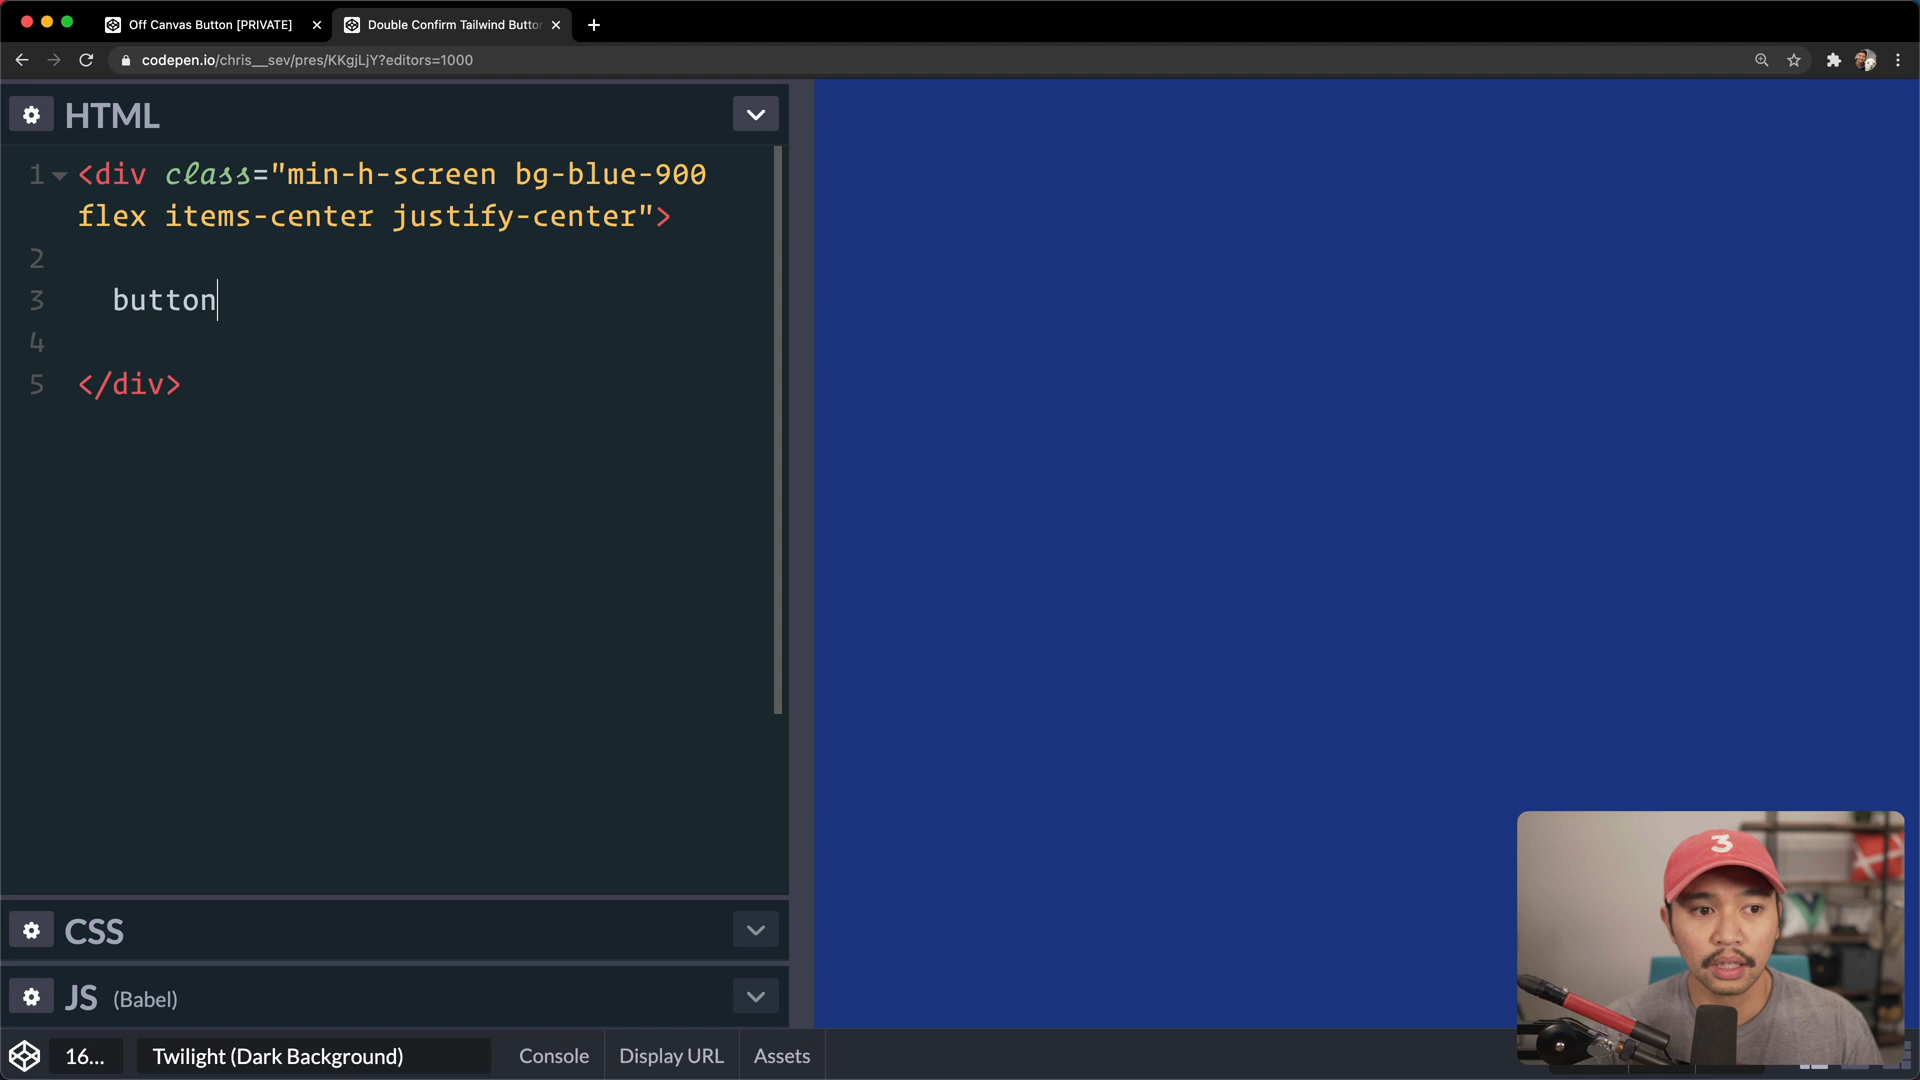 Off Canvas Button [PRIVATE]
Double Confirm Tailwind Butto
codepen.io/chris__sev/pres/KKgjLjY?editors=1000
HTML
1 <div class="min-h-screen bg-blue-900
flex items-center justify-center">
2
3 button
4
5 </div>
CSS
JS (Babel)
16... Twilight (Dark Background) Console Display URL Assets
3